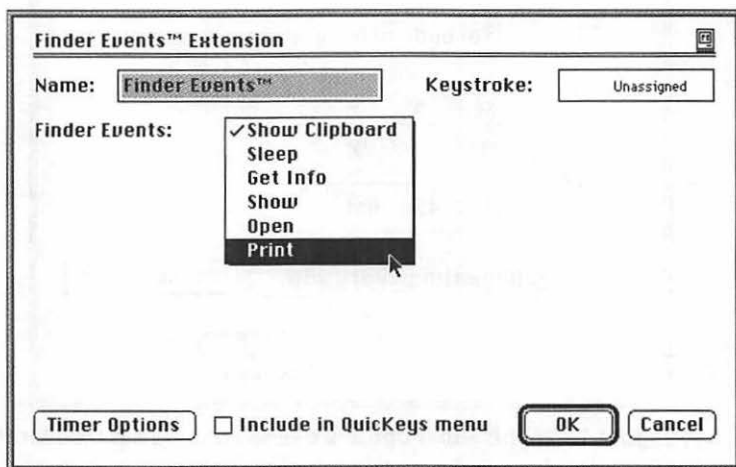 Finder Events™ Extension
Name: Finder Events™ Keystroke: Unassigned
Finder Events: ✓Show Clipboard
Sleep
Get Info
Show
Open
Print
Timer Options Include in QuicKeys menu OK Cancel